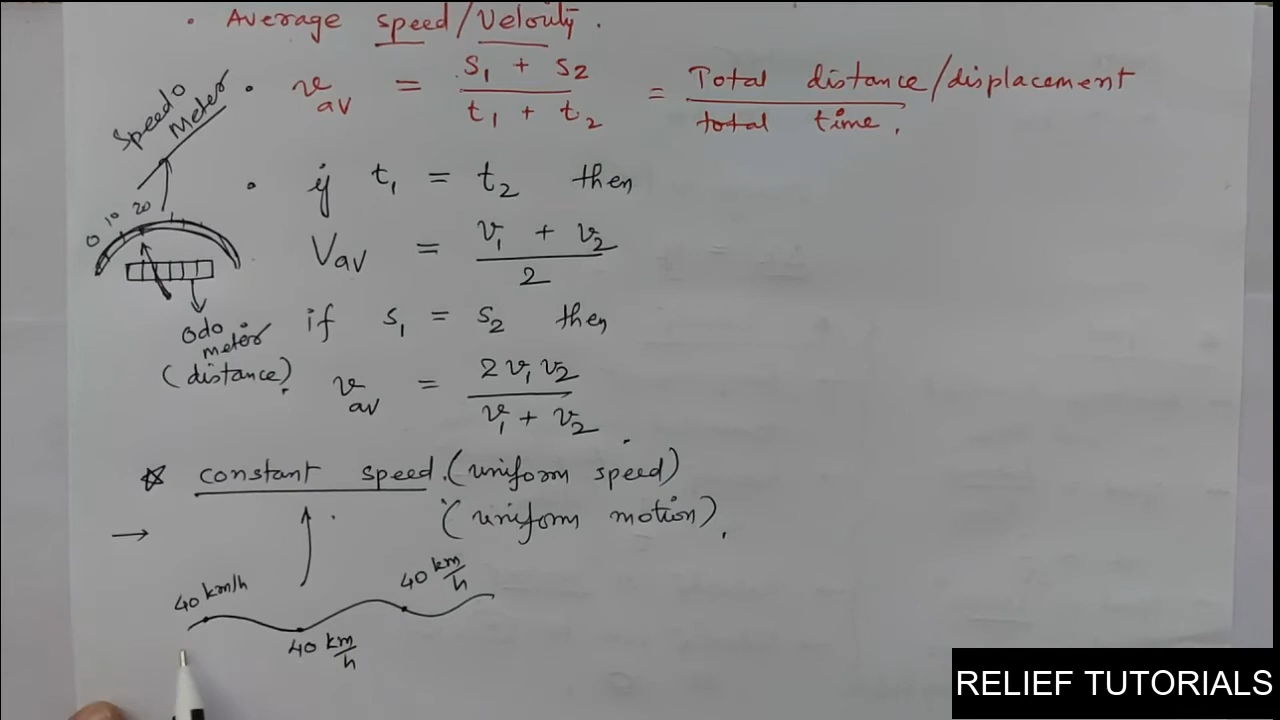 • Average speed/Velocity.
• v_av = (s₁ + s₂)/(t₁ + t₂) = Total distance/displacement / total time.
Speedo Meter
0 10 20
• if t₁ = t₂ then
V_av = (v₁ + v₂)/2
Odo meter (distance).
if s₁ = s₂ then
v_av = 2v₁v₂/(v₁ + v₂)
☆ constant speed. (uniform speed)
→ (uniform motion).
40 km/h
40 km/h
40 km/h
RELIEF TUTORIALS